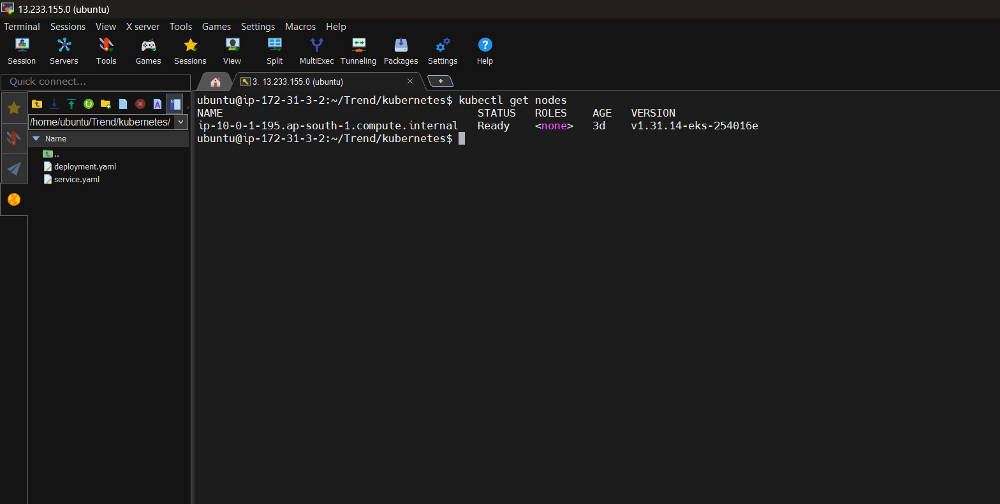 13.233.155.0 (ubuntu)
Terminal Sessions View X server Tools Games Settings Macros Help
Session Servers Tools Games Sessions View Split MultiExec Tunneling Packages Settings Help
Quick connect...
3. 13.233.155.0 (ubuntu)
/home/ubuntu/Trend/kubernetes/
Name
..
deployment.yaml
service.yaml
ubuntu@ip-172-31-3-2:~/Trend/kubernetes$ kubectl get nodes
NAME STATUS ROLES AGE VERSION
ip-10-0-1-195.ap-south-1.compute.internal Ready <none> 3d v1.31.14-eks-254016e
ubuntu@ip-172-31-3-2:~/Trend/kubernetes$